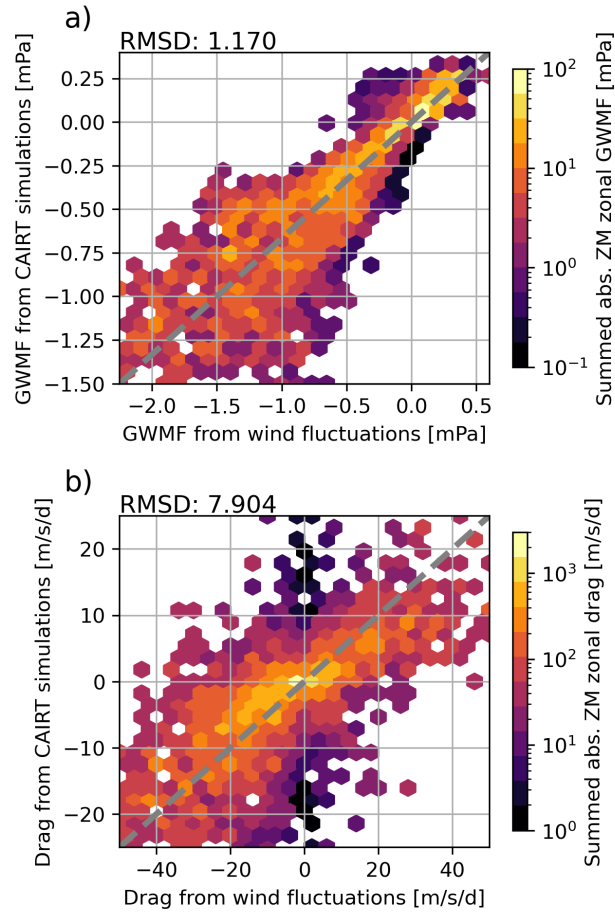 a)
RMSD: 1.170
GWMF from CAIRT simulations [mPa]
0.25
0.00
−0.25
−0.50
−0.75
−1.00
−1.25
−1.50
−2.0 −1.5 −1.0 −0.5 0.0 0.5
GWMF from wind fluctuations [mPa]
10² 
10¹
10⁰
10⁻¹
Summed abs. ZM zonal GWMF [mPa]
b)
RMSD: 7.904
Drag from CAIRT simulations [m/s/d]
20
10
0
−10
−20
−40 −20 0 20 40
Drag from wind fluctuations [m/s/d]
10³
10²
10¹
10⁰
Summed abs. ZM zonal drag [m/s/d]